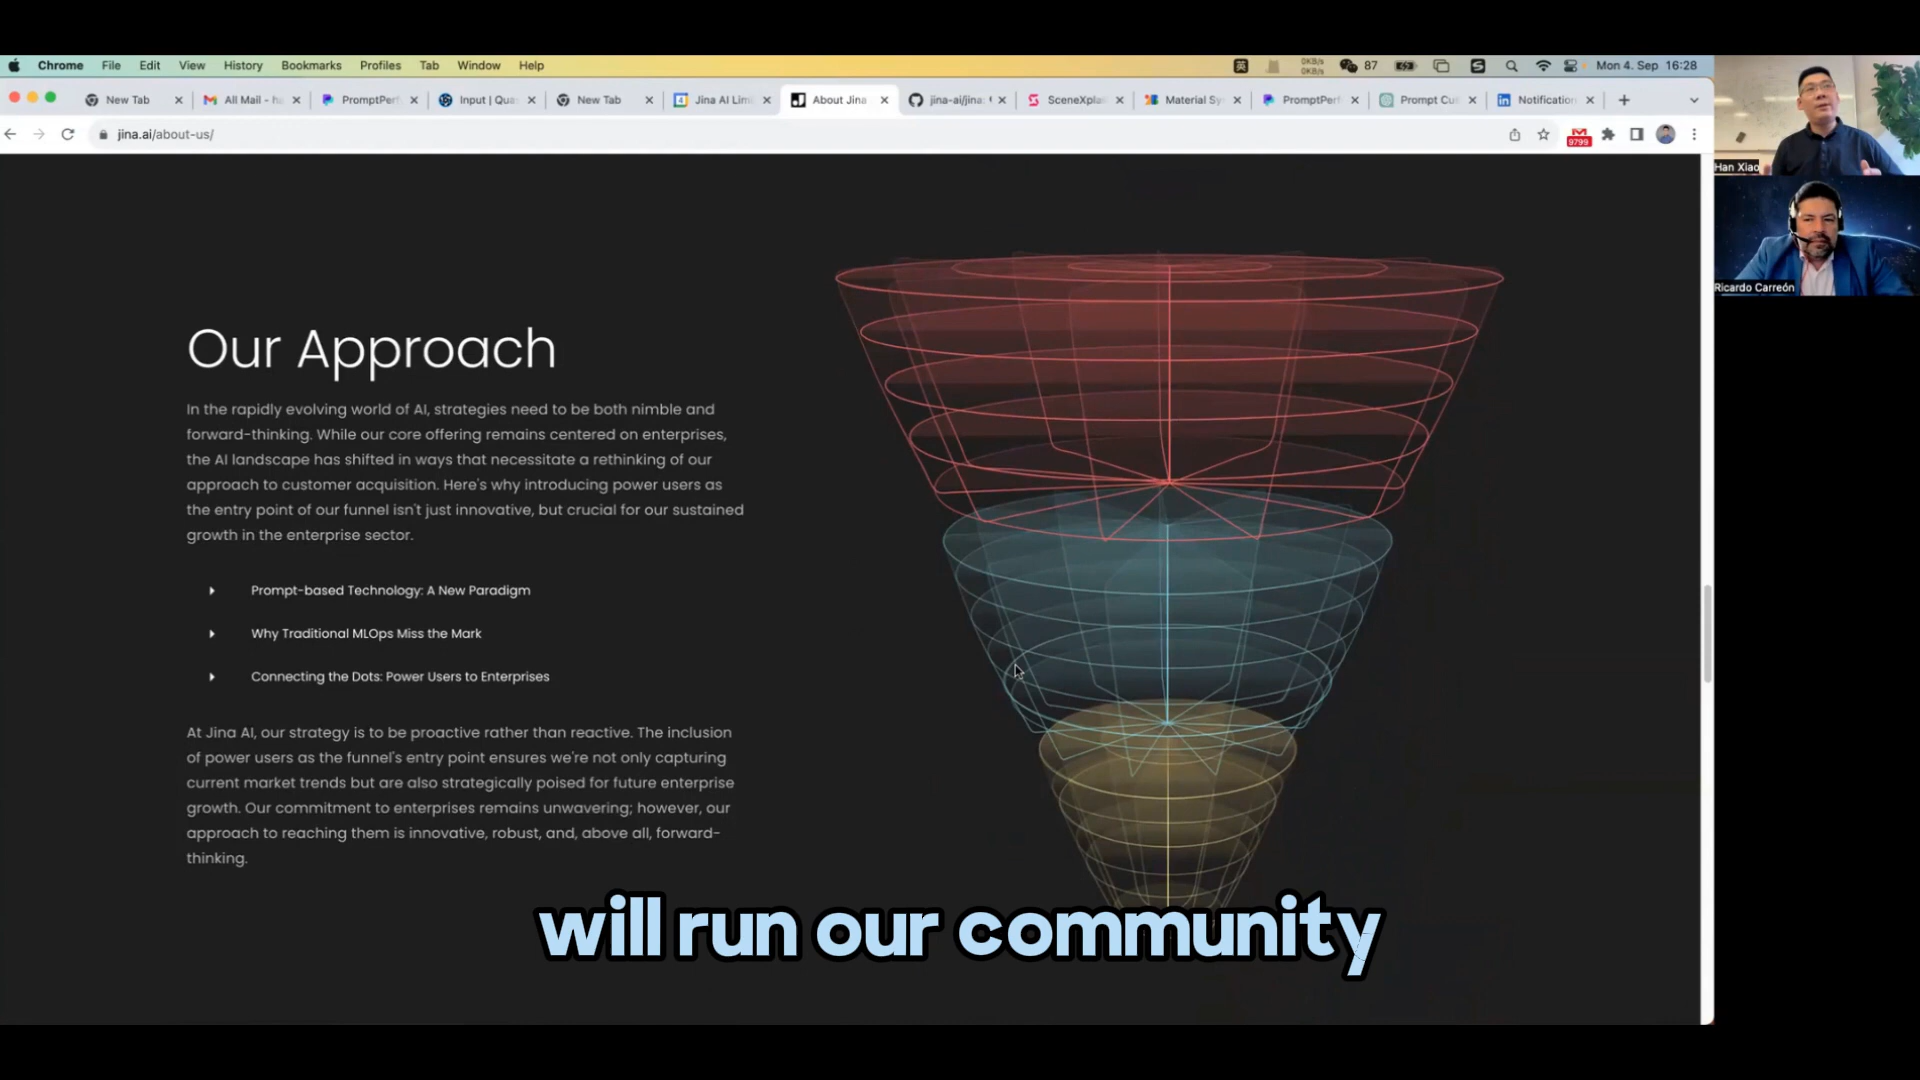 Chrome File Edit View History Bookmarks Profiles Tab Window Help
英 0KB/s 0KB/s 87 Mon 4. Sep 16:28
New Tab All Mail - ha PromptPerf Input | Qua New Tab Jina AI Lim About Jina jina-ai/jina: SceneXpla Material Sy PromptPerf Prompt Cu Notification
jina.ai/about-us/
9799
Han Xiao
Ricardo Carreón
Our Approach
In the rapidly evolving world of AI, strategies need to be both nimble and
forward-thinking. While our core offering remains centered on enterprises,
the AI landscape has shifted in ways that necessitate a rethinking of our
approach to customer acquisition. Here's why introducing power users as
the entry point of our funnel isn't just innovative, but crucial for our sustained
growth in the enterprise sector.
Prompt-based Technology: A New Paradigm
Why Traditional MLOps Miss the Mark
Connecting the Dots: Power Users to Enterprises
At Jina AI, our strategy is to be proactive rather than reactive. The inclusion
of power users as the funnel's entry point ensures we're not only capturing
current market trends but are also strategically poised for future enterprise
growth. Our commitment to enterprises remains unwavering; however, our
approach to reaching them is innovative, robust, and, above all, forward-
thinking.
will run our community